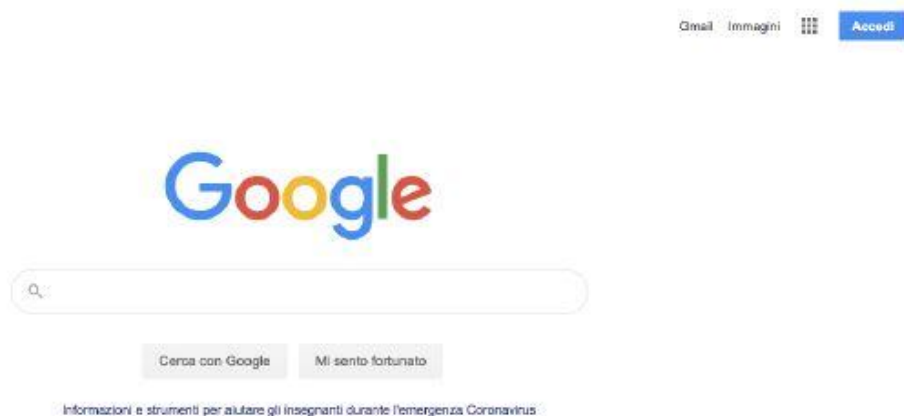 Gmail Immagini Accedi
Google
Cerca con Google Mi sento fortunato
Informazioni e strumenti per aiutare gli insegnanti durante l'emergenza Coronavirus